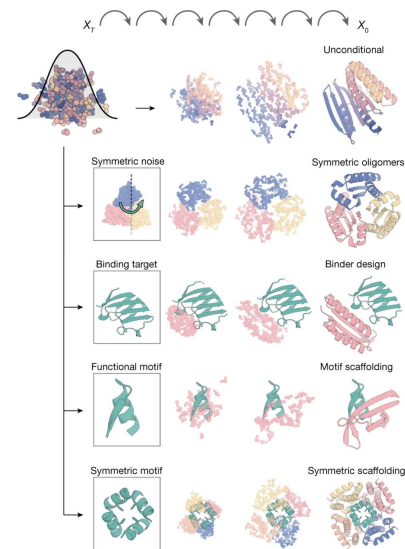 X_T X_0
Unconditional
Symmetric noise Symmetric oligomers
Binding target Binder design
Functional motif Motif scaffolding
Symmetric motif Symmetric scaffolding